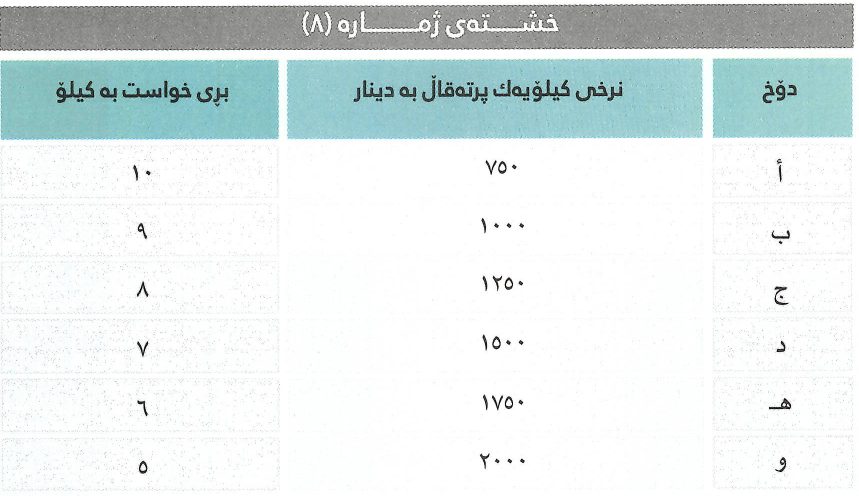 خشتەی ژمارە (٨)
دۆخ نرخی کیلۆیەك پرتەقاڵ بە دینار بڕی خواست بە کیلۆ
أ ٧٥٠ ١٠
ب ١٠٠٠ ٩
ج ١٢٥٠ ٨
د ١٥٠٠ ٧
هـ ١٧٥٠ ٦
و ٢٠٠٠ ٥